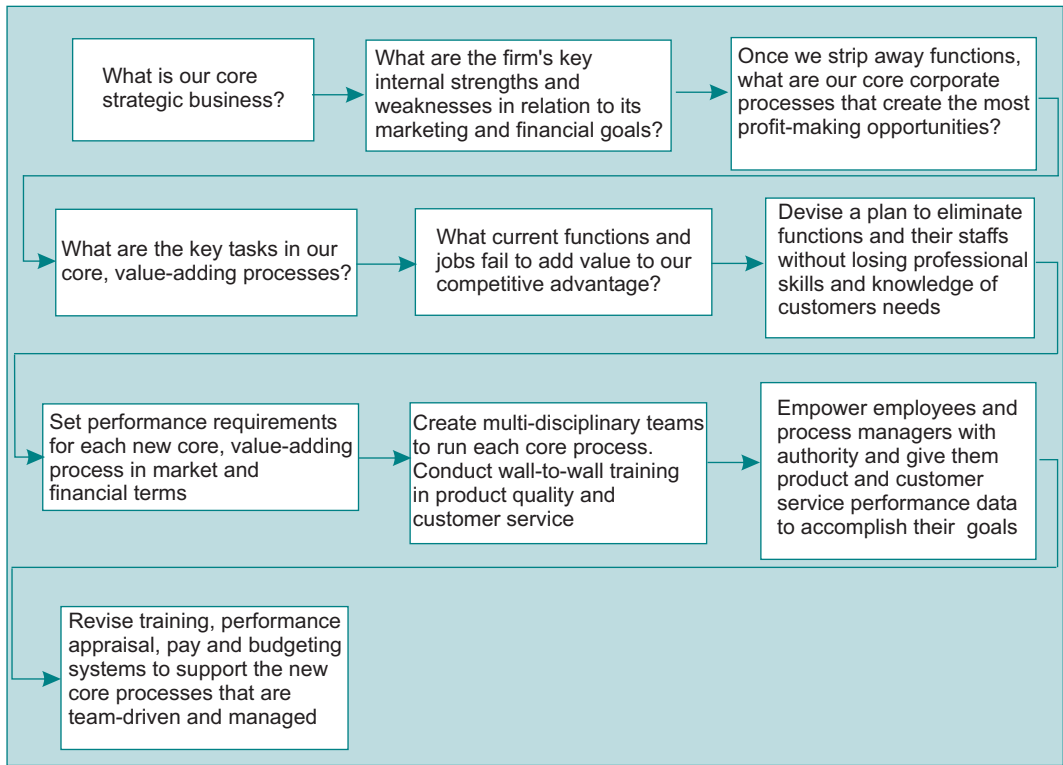 What is our core
strategic business?
What are the firm's key
internal strengths and
weaknesses in relation to its
marketing and financial goals?
Once we strip away functions,
what are our core corporate
processes that create the most
profit-making opportunities?
What are the key tasks in our
core, value-adding processes?
What current functions and
jobs fail to add value to our
competitive advantage?
Devise a plan to eliminate
functions and their staffs
without losing professional
skills and knowledge of
customers needs
Set performance requirements
for each new core, value-adding
process in market and
financial terms
Create multi-disciplinary teams
to run each core process.
Conduct wall-to-wall training
in product quality and
customer service
Empower employees and
process managers with
authority and give them
product and customer
service performance data
to accomplish their goals
Revise training, performance
appraisal, pay and budgeting
systems to support the new
core processes that are
team-driven and managed